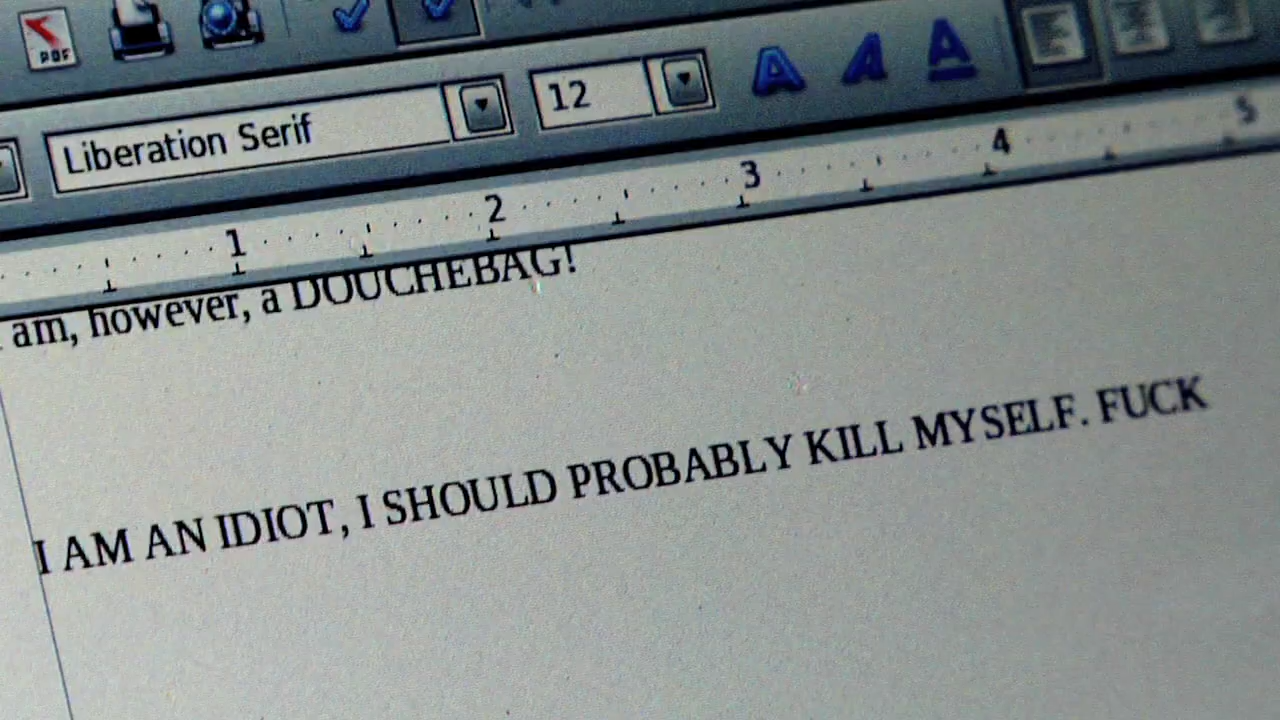 PDF
Liberation Serif 12
1 2 3 4 5
am, however, a DOUCHEBAG!
I AM AN IDIOT, I SHOULD PROBABLY KILL MYSELF. FUCK